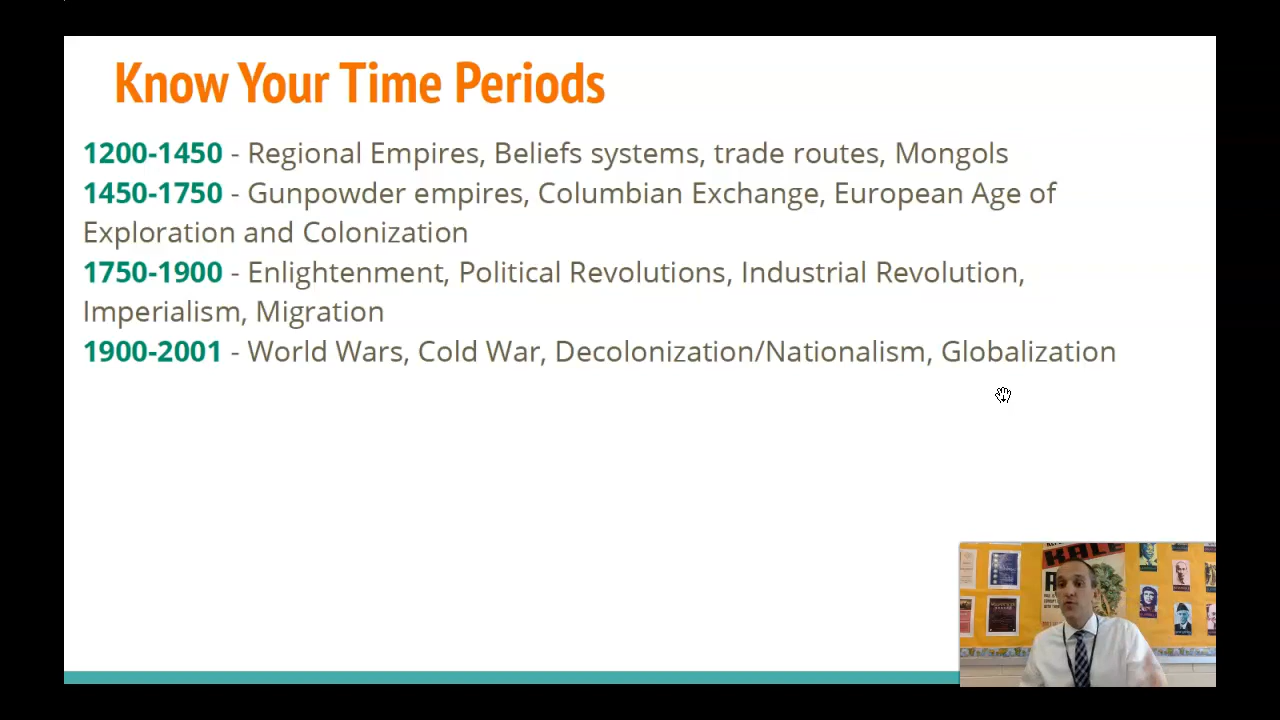 Know Your Time Periods
1200-1450 - Regional Empires, Beliefs systems, trade routes, Mongols
1450-1750 - Gunpowder empires, Columbian Exchange, European Age of
Exploration and Colonization
1750-1900 - Enlightenment, Political Revolutions, Industrial Revolution,
Imperialism, Migration
1900-2001 - World Wars, Cold War, Decolonization/Nationalism, Globalization
KALE